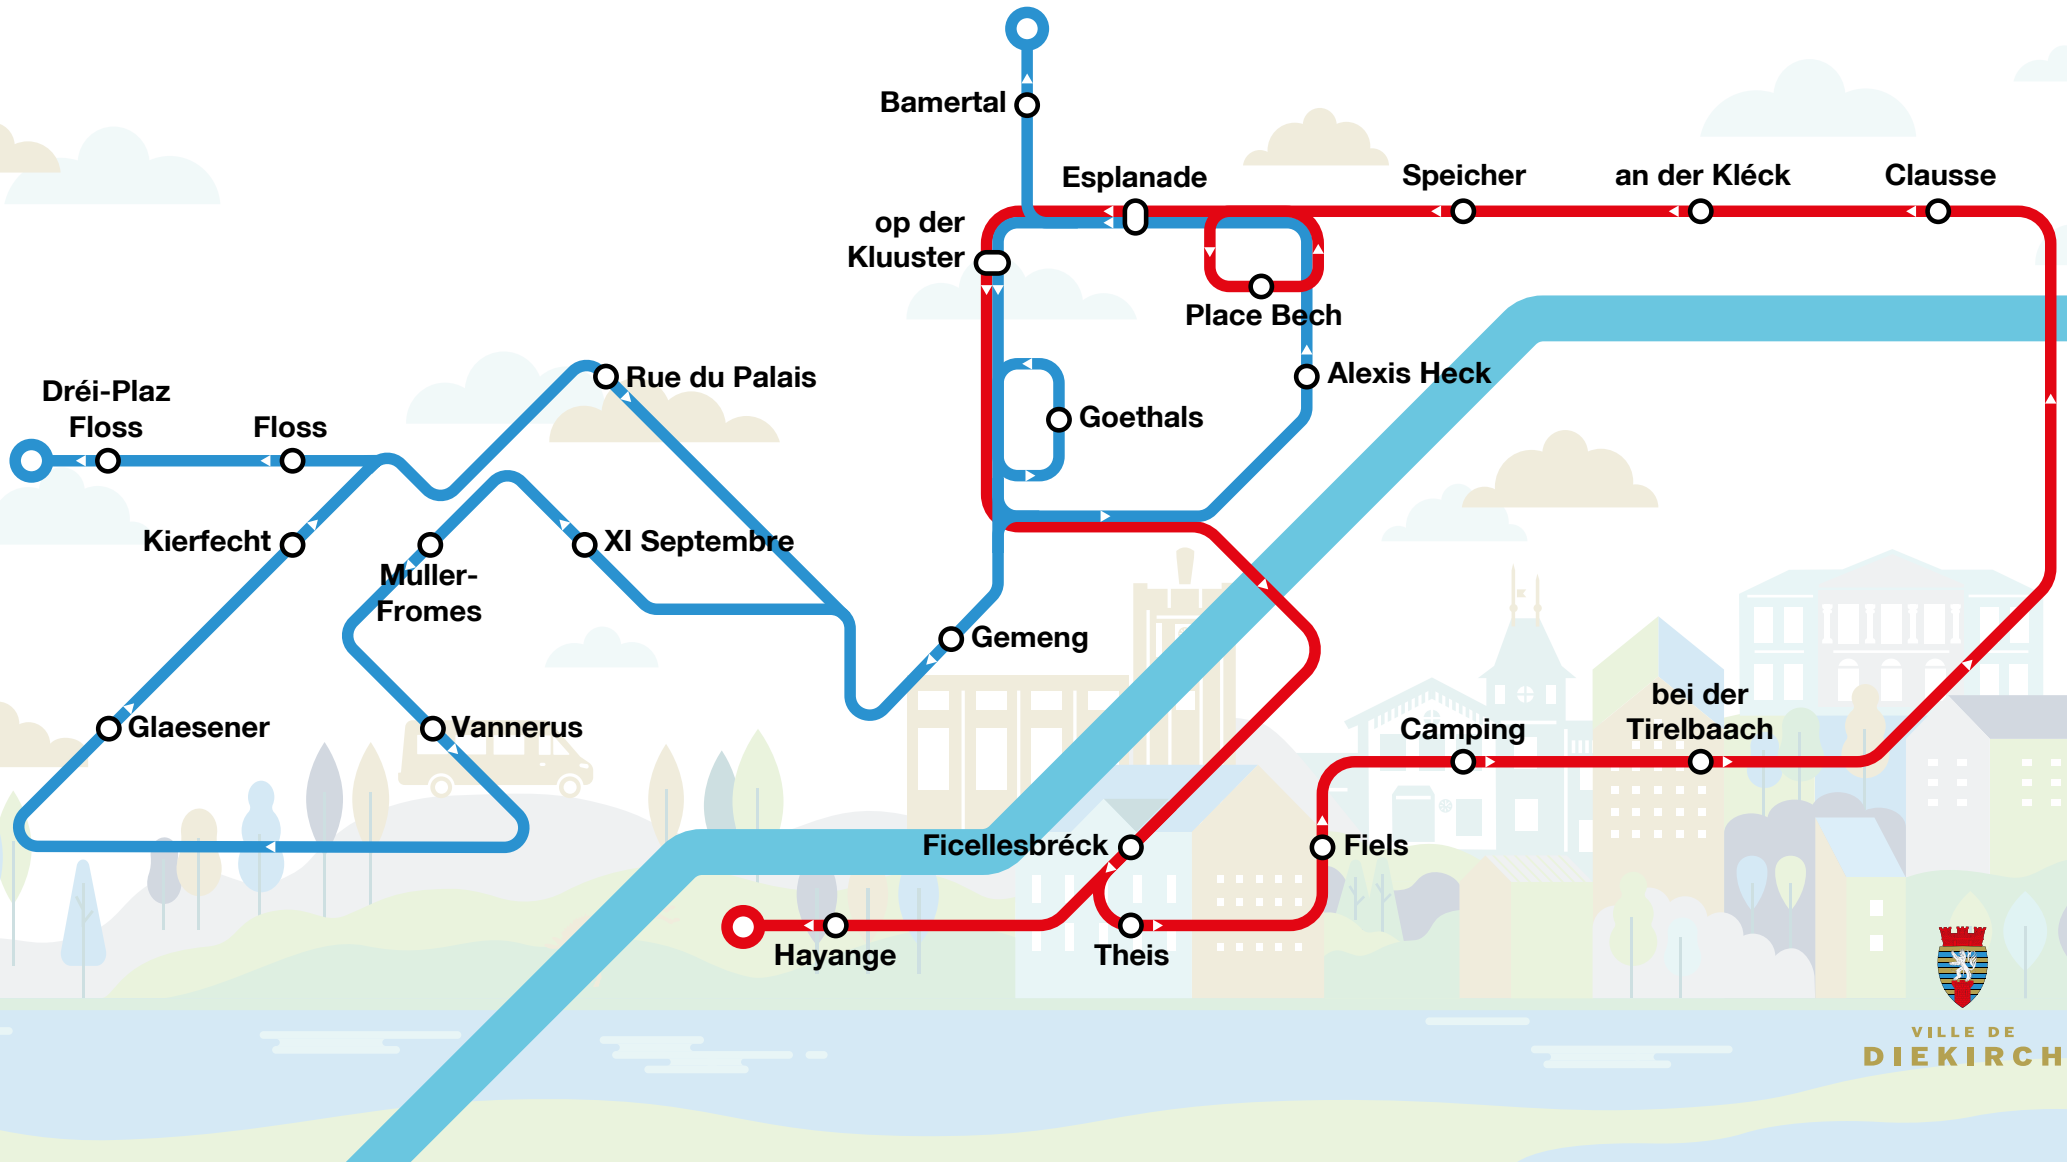 Bamertal
Esplanade
Speicher
an der Kléck
Clausse
op der
Kluuster
Place Bech
Alexis Heck
Rue du Palais
Dréi-Plaz
Floss
Floss
Goethals
Kierfecht
XI Septembre
Muller-
Fromes
Gemeng
Glaesener
Vannerus
bei der
Tirelbaach
Camping
Ficellesbréck
Fiels
Hayange
Theis
VILLE DE
DIEKIRCH